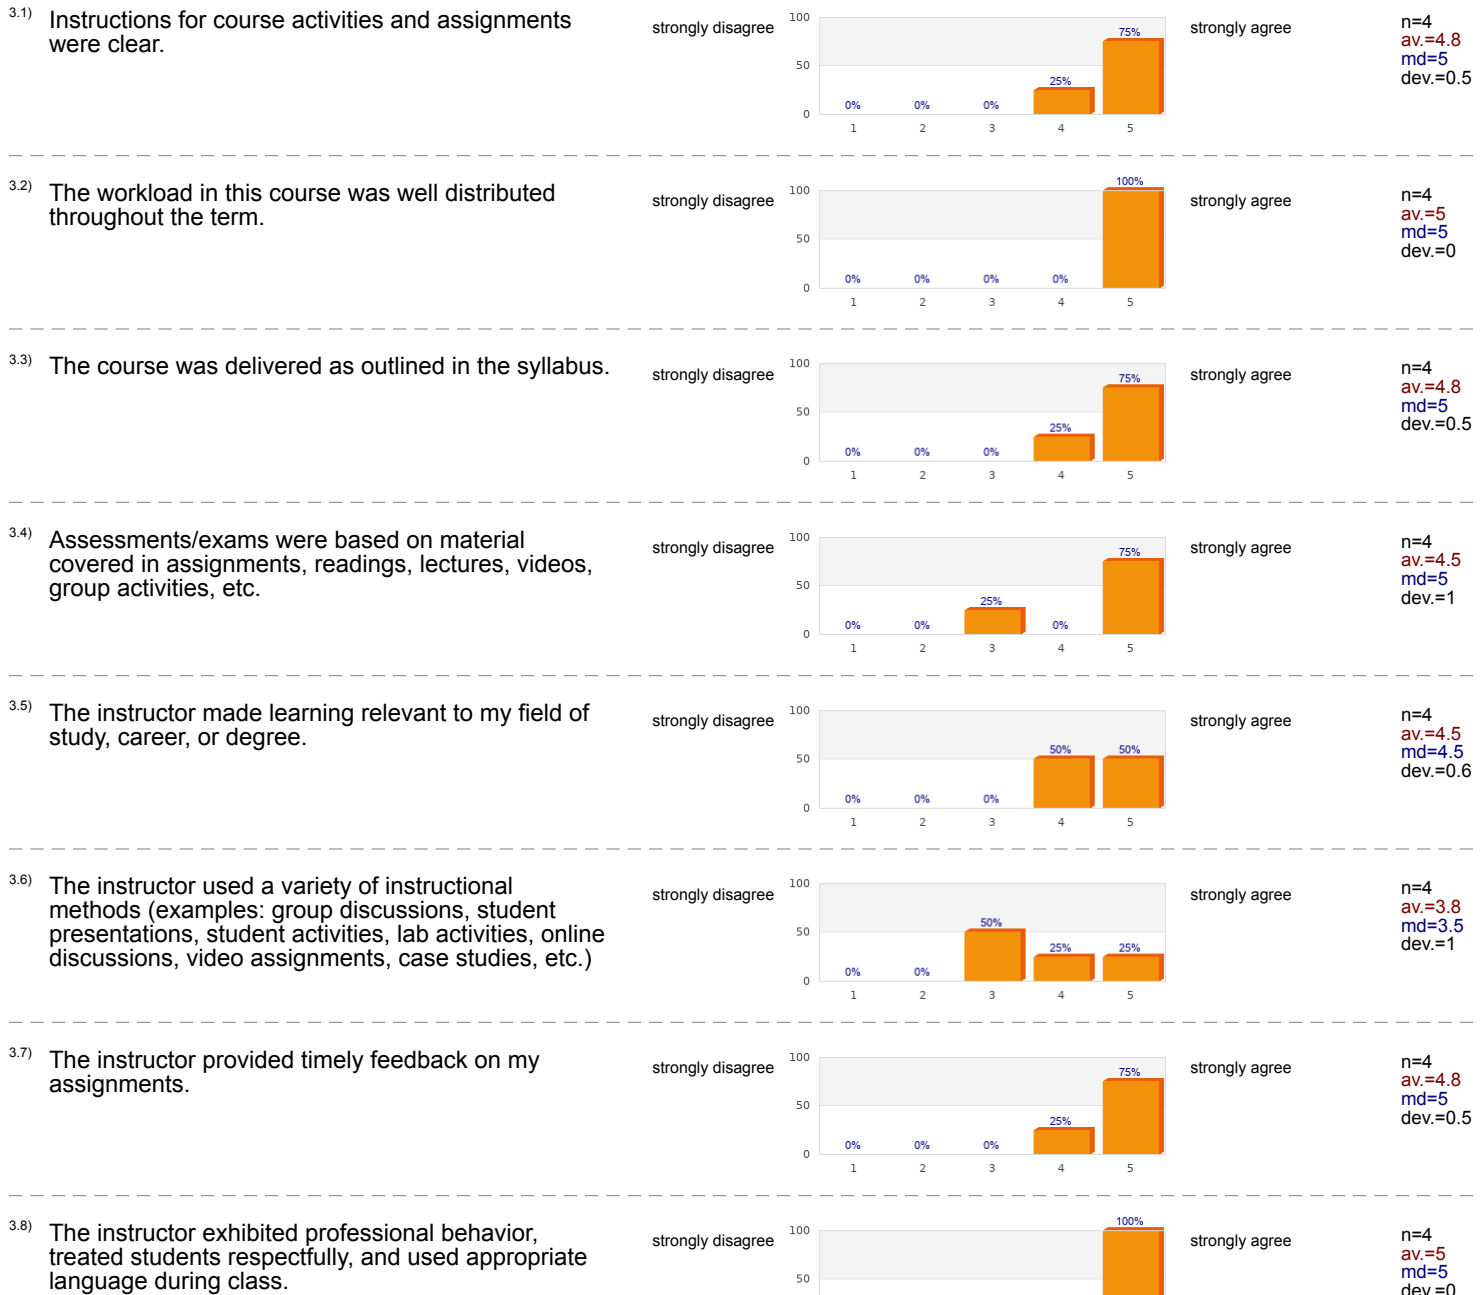 3.1) Instructions for course activities and assignments
were clear.
strongly disagree
100
50
0
0%
0%
0%
25%
75%
1 2 3 4 5
strongly agree
n=4
av.=4.8
md=5
dev.=0.5
3.2) The workload in this course was well distributed
throughout the term.
strongly disagree
100
50
0
0%
0%
0%
0%
100%
1 2 3 4 5
strongly agree
n=4
av.=5
md=5
dev.=0
3.3) The course was delivered as outlined in the syllabus.
strongly disagree
100
50
0
0%
0%
0%
25%
75%
1 2 3 4 5
strongly agree
n=4
av.=4.8
md=5
dev.=0.5
3.4) Assessments/exams were based on material
covered in assignments, readings, lectures, videos,
group activities, etc.
strongly disagree
100
50
0
0%
0%
25%
0%
75%
1 2 3 4 5
strongly agree
n=4
av.=4.5
md=5
dev.=1
3.5) The instructor made learning relevant to my field of
study, career, or degree.
strongly disagree
100
50
0
0%
0%
0%
50%
50%
1 2 3 4 5
strongly agree
n=4
av.=4.5
md=4.5
dev.=0.6
3.6) The instructor used a variety of instructional
methods (examples: group discussions, student
presentations, student activities, lab activities, online
discussions, video assignments, case studies, etc.)
strongly disagree
100
50
0
0%
0%
50%
25%
25%
1 2 3 4 5
strongly agree
n=4
av.=3.8
md=3.5
dev.=1
3.7) The instructor provided timely feedback on my
assignments.
strongly disagree
100
50
0
0%
0%
0%
25%
75%
1 2 3 4 5
strongly agree
n=4
av.=4.8
md=5
dev.=0.5
3.8) The instructor exhibited professional behavior,
treated students respectfully, and used appropriate
language during class.
strongly disagree
100
50
100%
strongly agree
n=4
av.=5
md=5
dev.=0